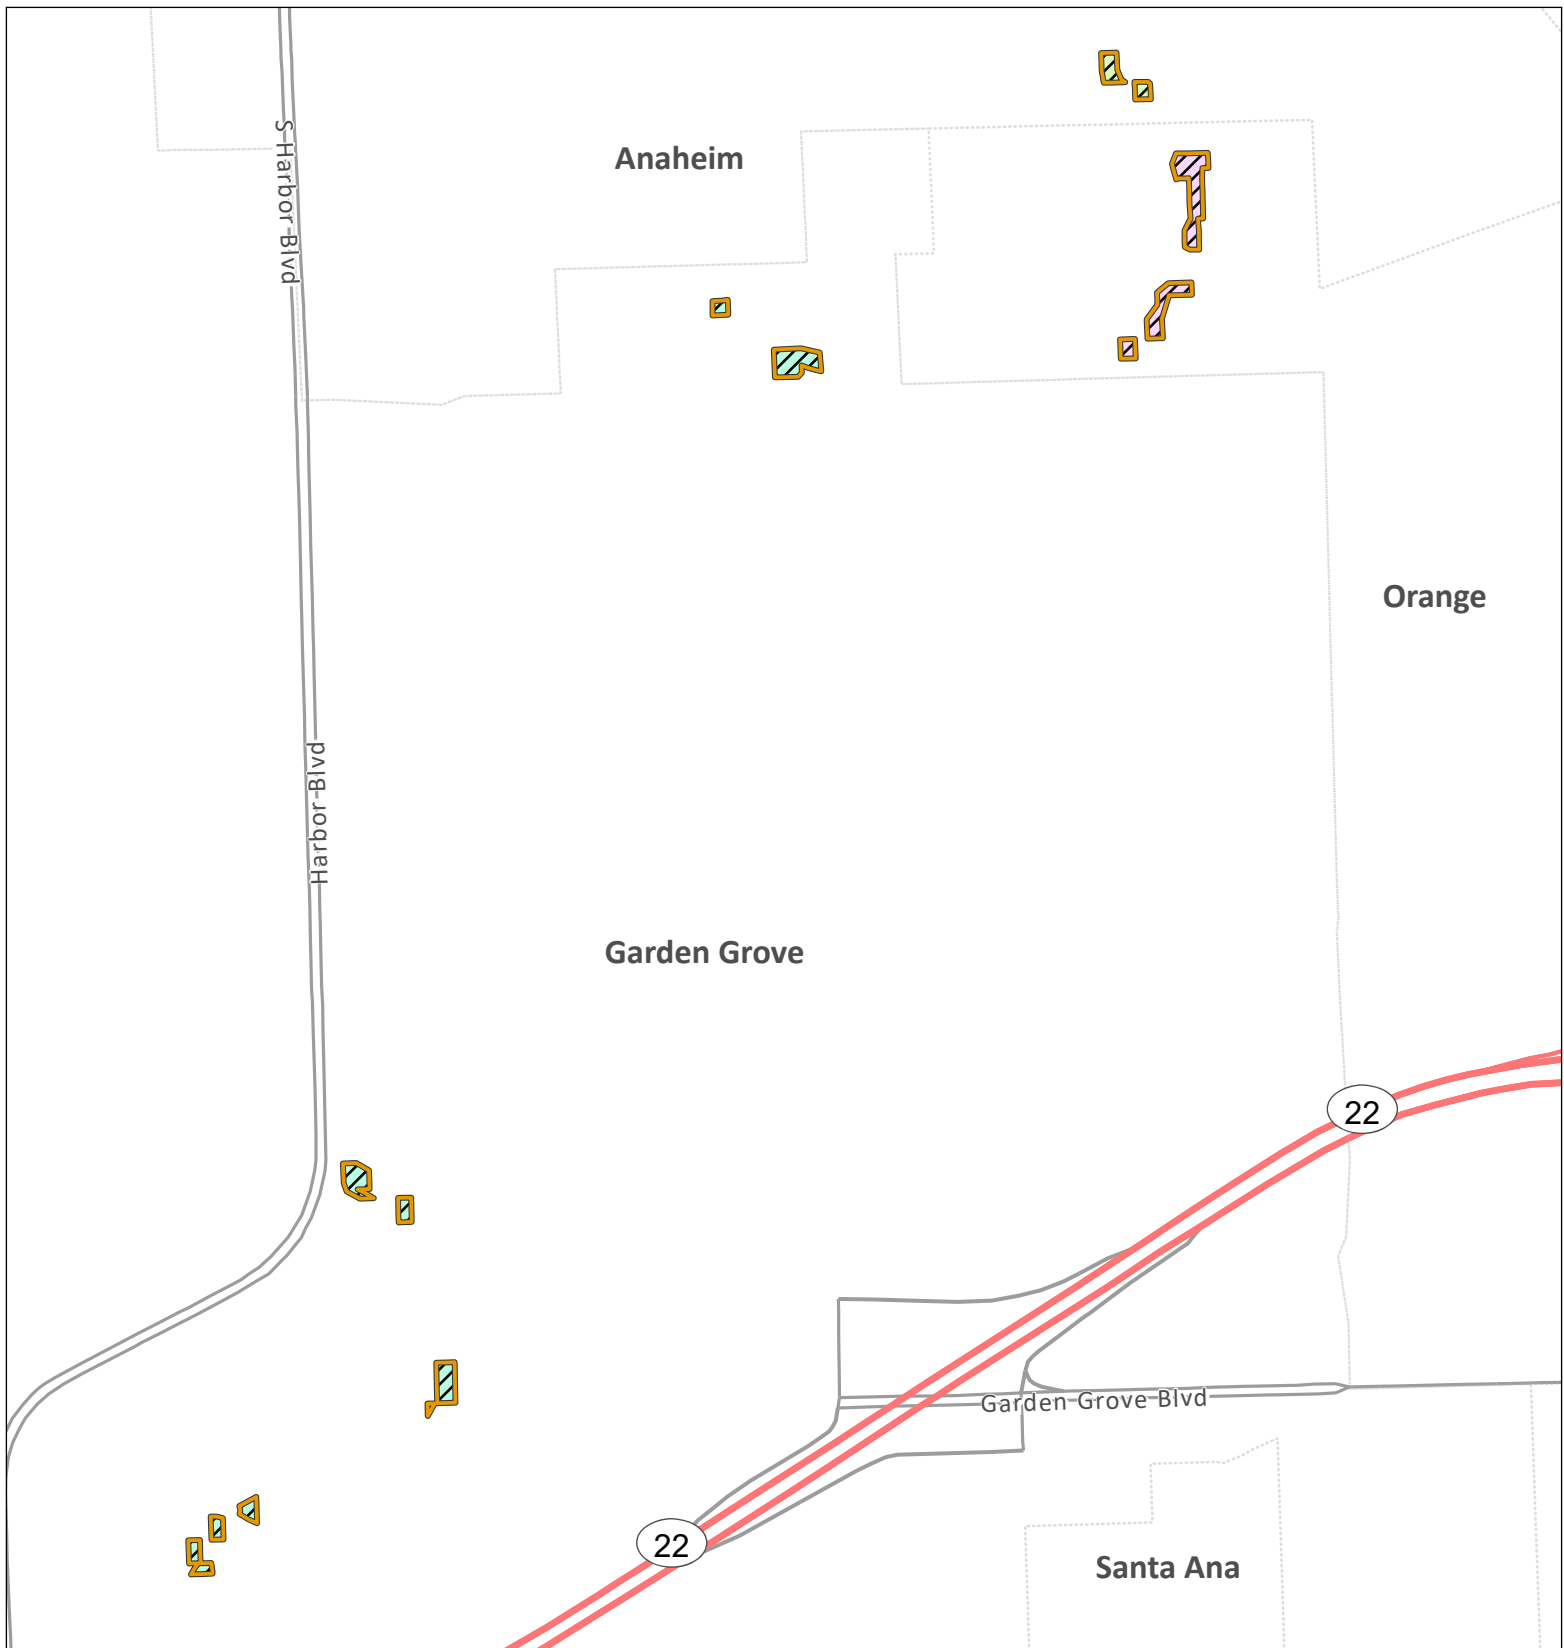 S Harbor Blvd
Anaheim
Orange
Harbor Blvd
Garden Grove
22
Garden Grove Blvd
22
Santa Ana